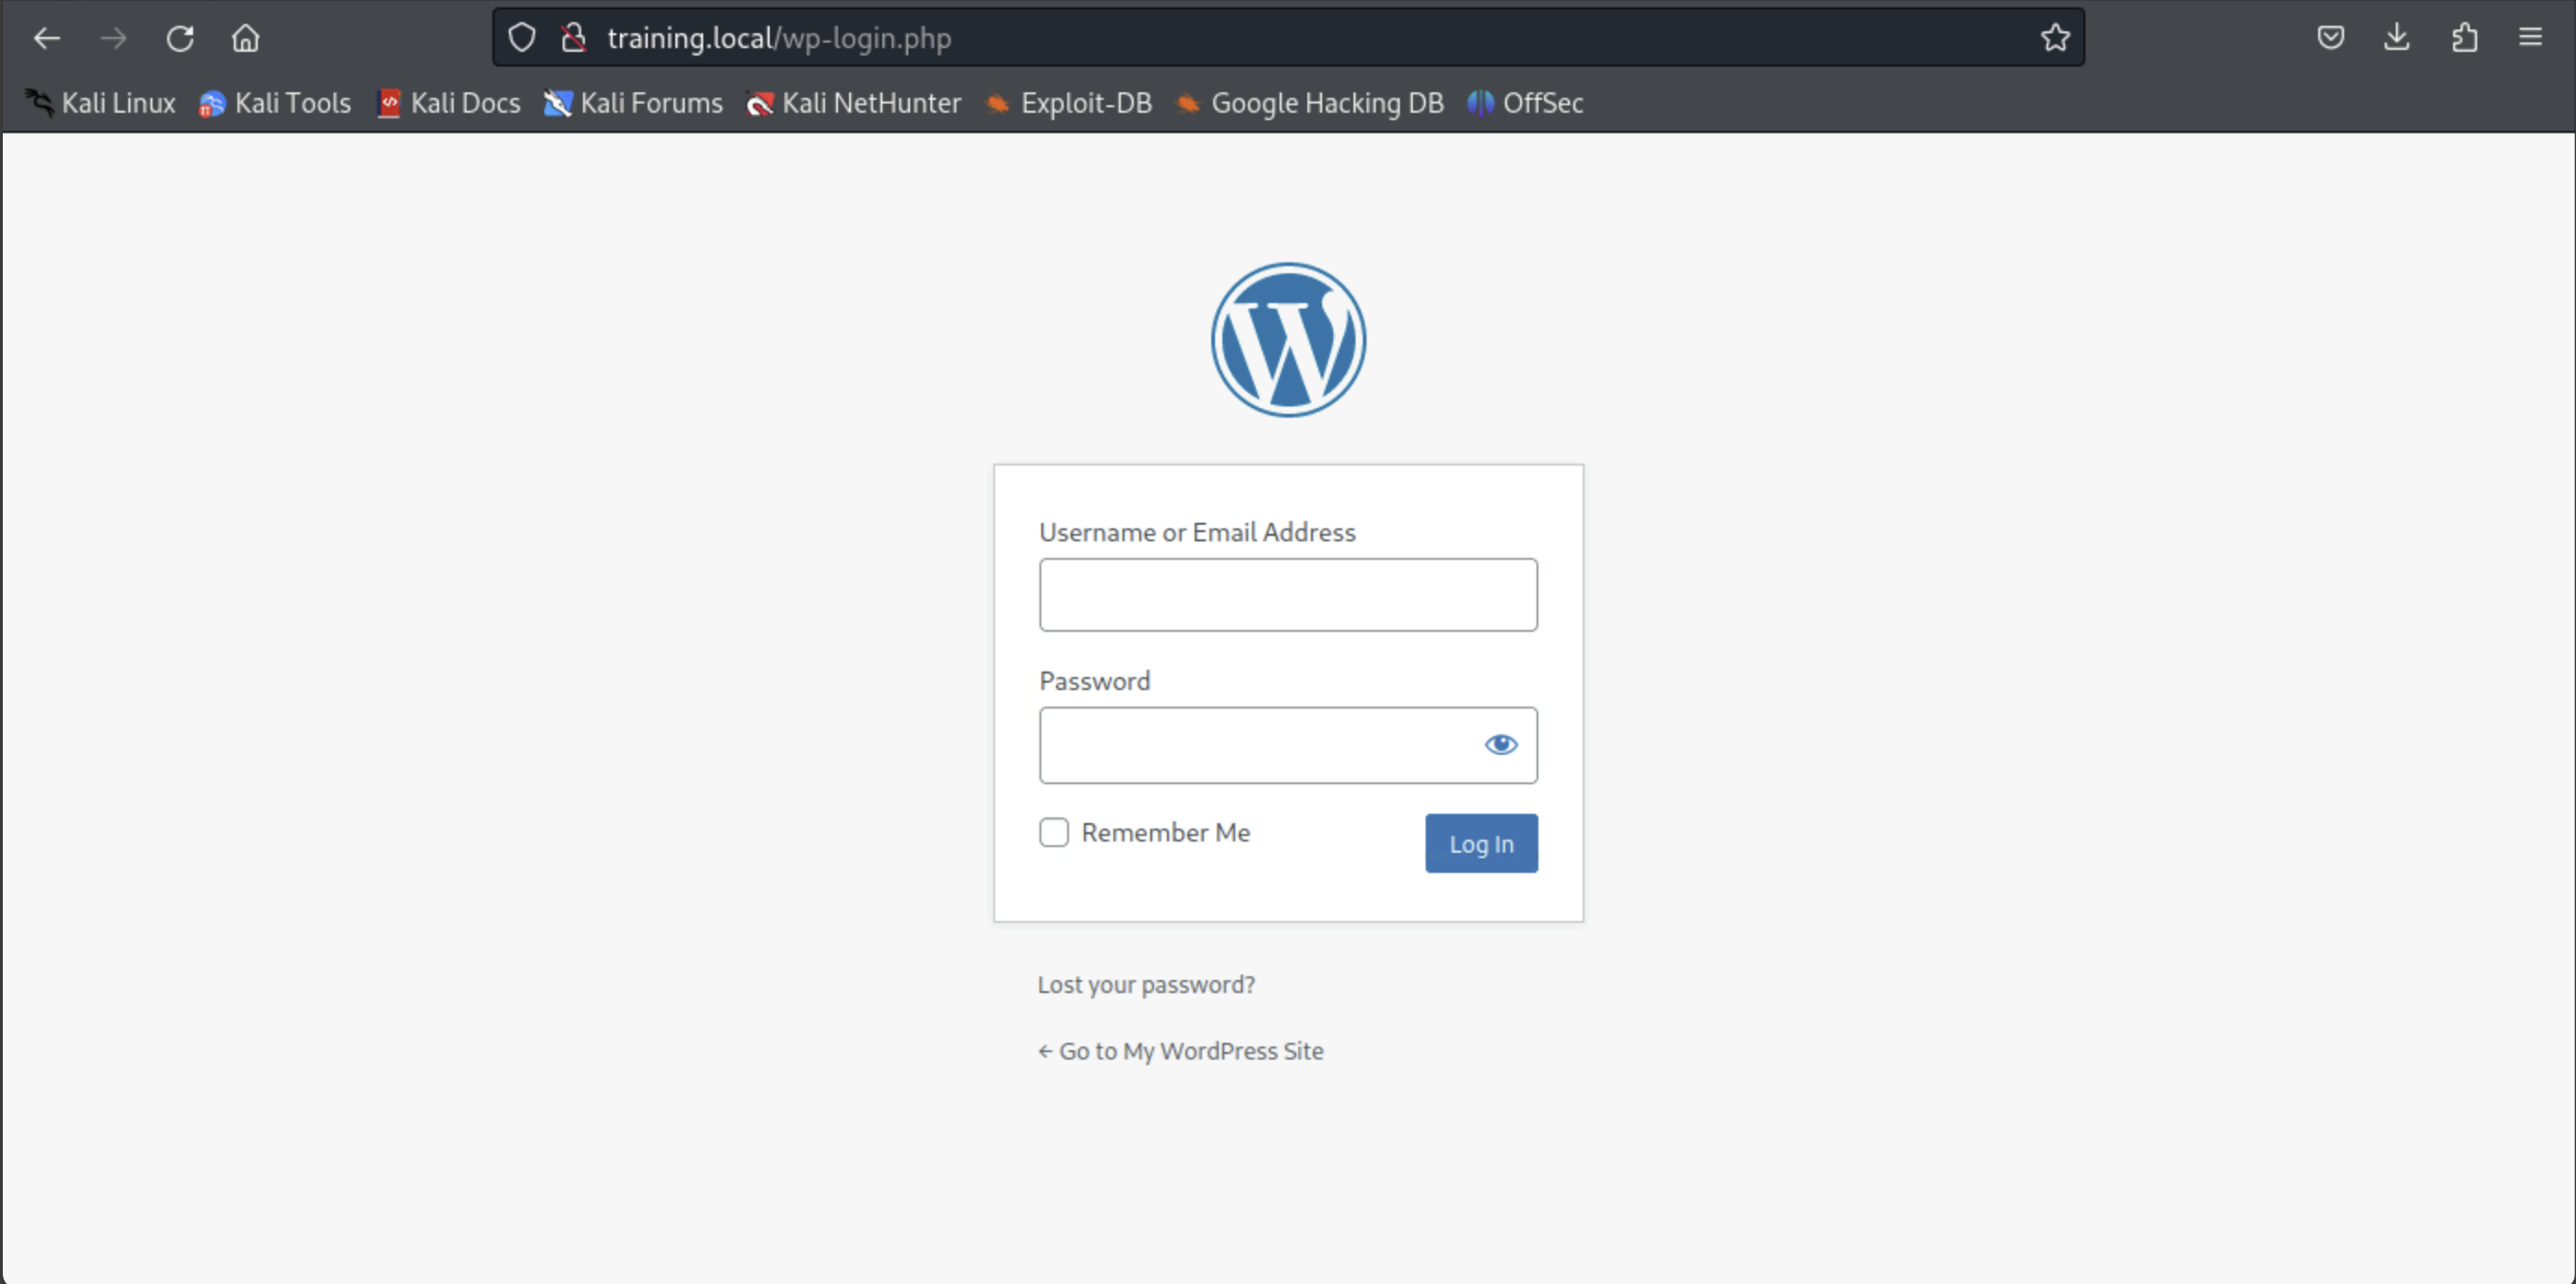 training.local/wp-login.php
Kali Linux Kali Tools Kali Docs Kali Forums Kali NetHunter Exploit-DB Google Hacking DB OffSec
Username or Email Address
Password
Remember Me Log In
Lost your password?
← Go to My WordPress Site